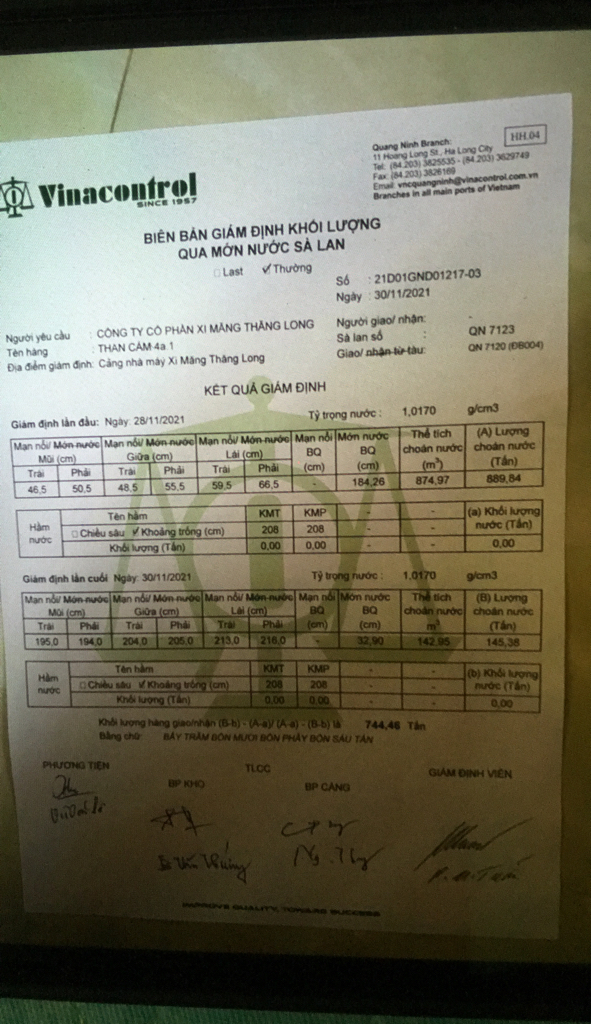 HH.04
Quang Ninh Branch:
11 Hoang Long St., Ha Long City
Tel: (84.203) 3825535 - (84.203) 3629749
Fax: (84.203) 3826169
Email: vncquangninh@vinacontrol.com.vn
Branches in all main ports of Vietnam
Vinacontrol
SINCE 1957
BIÊN BẢN GIÁM ĐỊNH KHỐI LƯỢNG
QUA MỚN NƯỚC SÀ LAN
Last ✓Thường
Số : 21D01GND01217-03
Ngày : 30/11/2021
Người yêu cầu : CÔNG TY CỔ PHẦN XI MĂNG THĂNG LONG
Tên hàng : THAN CÁM 4a.1
Địa điểm giám định: Cảng nhà máy Xi Măng Thăng Long
Người giao/ nhận: -
Sà lan số : QN 7123
Giao/ nhận từ tàu: QN 7120 (ĐB004)
KẾT QUẢ GIÁM ĐỊNH
Giám định lần đầu: Ngày: 28/11/2021 Tỷ trọng nước : 1,0170 g/cm3
Mạn nổi/ Mớn nước Mạn nổi/ Mớn nước Mạn nổi/ Mớn nước Mạn nổi Mớn nước Thể tích (A) Lượng
Mũi (cm) Giữa (cm) Lái (cm) BQ BQ choán nước choán nước
Trái Phải Trái Phải Trái Phải (cm) (cm) (m3) (Tấn)
46,5 50,5 48,5 55,5 59,5 66,5 - 184,26 874,97 889,84
Hầm nước Tên hầm KMT KMP - - - (a) Khối lượng nước (Tấn)
Chiều sâu ✓ Khoảng trống (cm) 208 208 - - -
Khối lượng (Tấn) 0,00 0,00 - - - 0,00
Giám định lần cuối Ngày: 30/11/2021 Tỷ trọng nước : 1,0170 g/cm3
Mạn nổi/ Mớn nước Mạn nổi/ Mớn nước Mạn nổi/ Mớn nước Mạn nổi Mớn nước Thể tích (B) Lượng
Mũi (cm) Giữa (cm) Lái (cm) BQ BQ choán nước choán nước
Trái Phải Trái Phải Trái Phải (cm) (cm) m3 (Tấn)
195,0 194,0 204,0 205,0 213,0 216,0 - 32,90 142,95 145,38
Hầm nước Tên hầm KMT KMP - - - (b) Khối lượng nước (Tấn)
Chiều sâu ✓ Khoảng trống (cm) 208 208 - - -
Khối lượng (Tấn) 0,00 0,00 - - - 0,00
Khối lượng hàng giao/nhận (B-b) - (A-a)/ (A-a) - (B-b) là 744,46 Tấn
Bằng chữ: BẢY TRĂM BỐN MƯƠI BỐN PHẨY BỐN SÁU TẤN
PHƯƠNG TIỆN TLCC GIÁM ĐỊNH VIÊN
BP KHO BP CẢNG
IMPROVE QUALITY, TOWARD SUCCESS